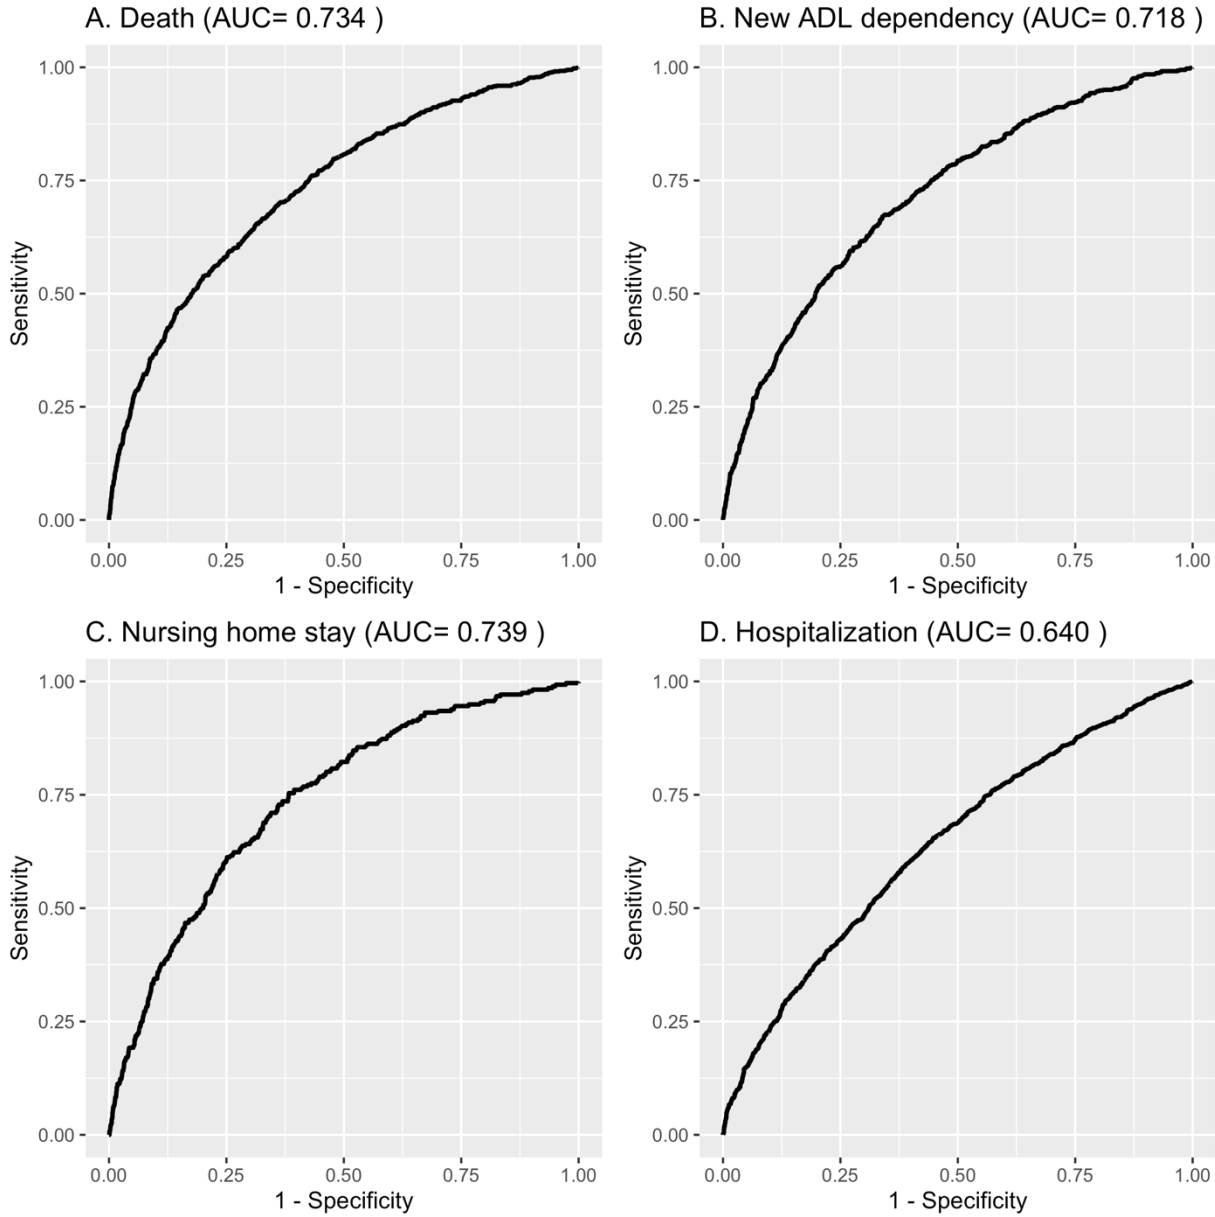 A. Death (AUC= 0.734 )
Sensitivity
1.00
0.75
0.50
0.25
0.00
0.00 0.25 0.50 0.75 1.00
1 - Specificity
B. New ADL dependency (AUC= 0.718 )
Sensitivity
1.00
0.75
0.50
0.25
0.00
0.00 0.25 0.50 0.75 1.00
1 - Specificity
C. Nursing home stay (AUC= 0.739 )
Sensitivity
1.00
0.75
0.50
0.25
0.00
0.00 0.25 0.50 0.75 1.00
1 - Specificity
D. Hospitalization (AUC= 0.640 )
Sensitivity
1.00
0.75
0.50
0.25
0.00
0.00 0.25 0.50 0.75 1.00
1 - Specificity